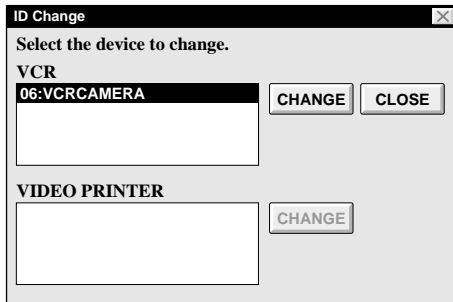 ID Change
Select the device to change.
VCR
06:VCRCAMERA
CHANGE CLOSE
VIDEO PRINTER
CHANGE